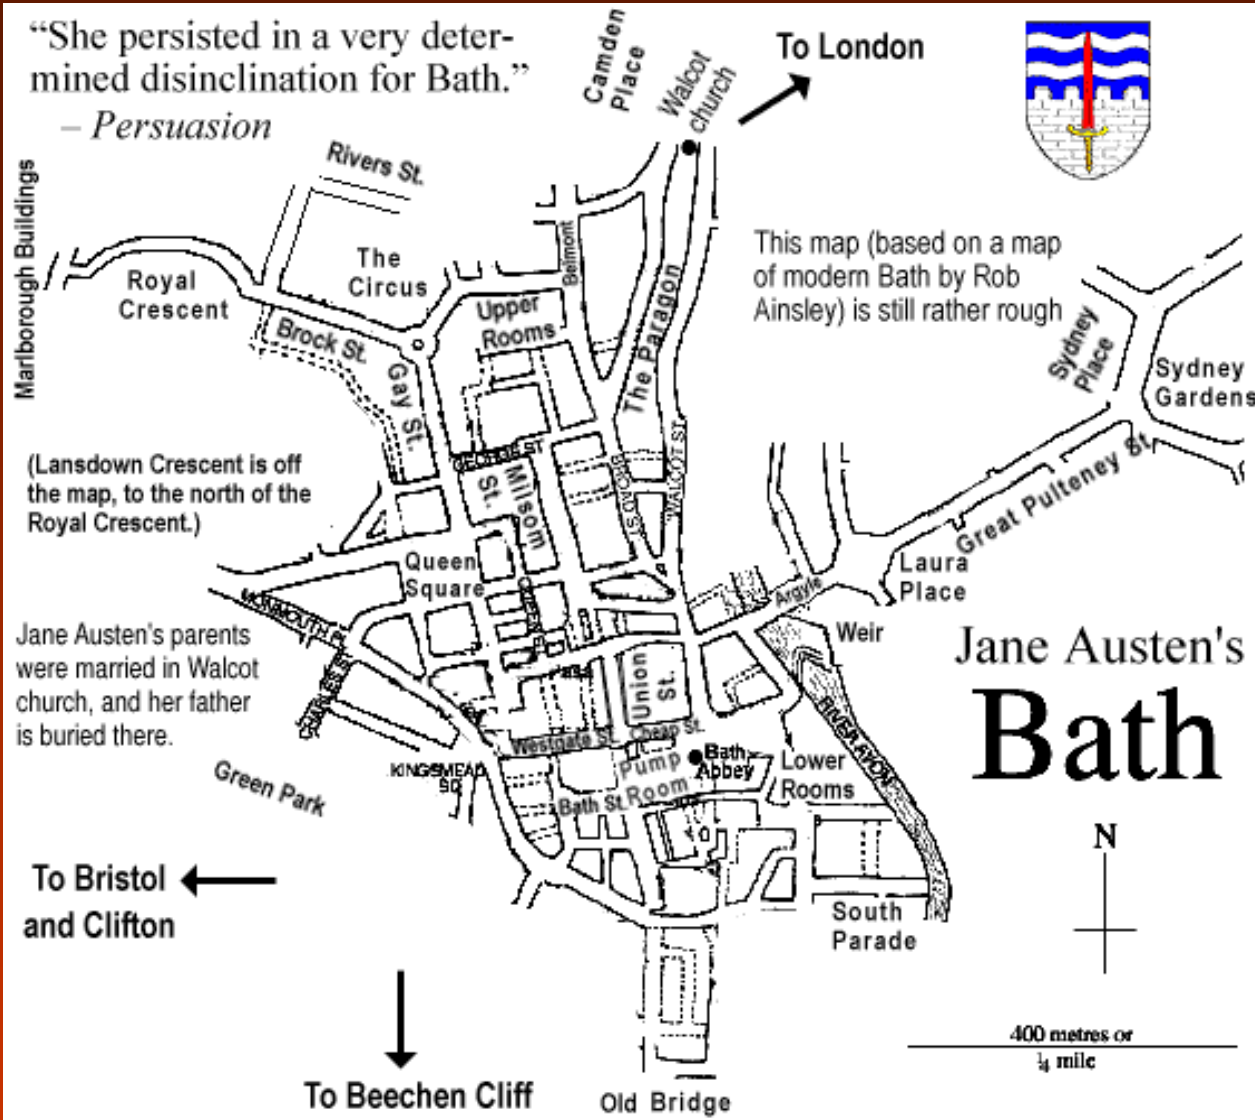 “She persisted in a very deter-
mined disinclination for Bath.”
– Persuasion
Camden
Place
Walcot
church
To London
Rivers St.
Marlborough Buildings
Royal
Crescent
The
Circus
Belmont
Upper
Rooms
Brock St.
Gay St.
The Paragon
This map (based on a map
of modern Bath by Rob
Ainsley) is still rather rough
Sydney
Place
Sydney
Gardens
(Lansdown Crescent is off
the map, to the north of the
Royal Crescent.)
GEORGE ST
Milsom
St.
BROAD ST
WALCOT ST.
Great Pulteney St.
Laura
Place
Queen
Square
Argyle
MONMOUTH
Weir
Jane Austen's parents
were married in Walcot
church, and her father
is buried there.
Jane Austen's
Bath
Union
St.
RIVER AVON
Westgate St.
Cheap St.
Bath
Abbey
Pump
Room
Lower
Rooms
KINGSMEAD
SQ
Green Park
Bath St.
N
To Bristol
and Clifton
South
Parade
400 metres or
¼ mile
To Beechen Cliff
Old Bridge